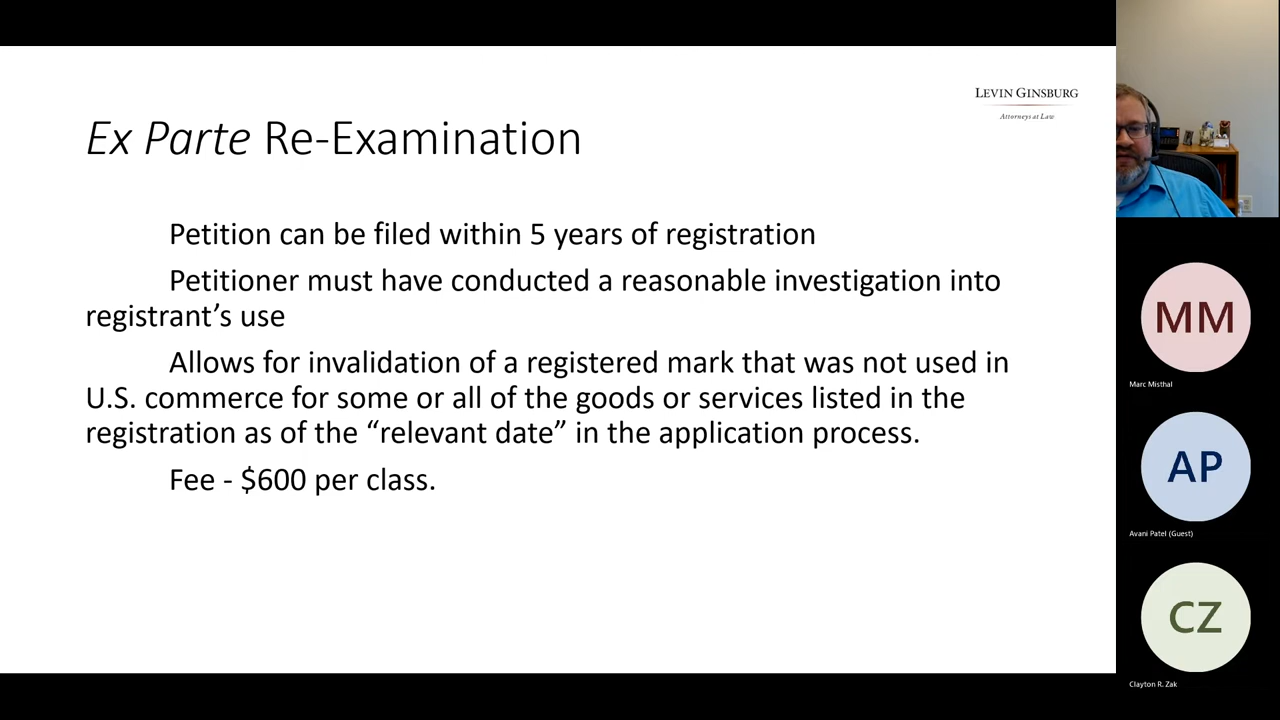 LEVIN GINSBURG
Attorneys at Law
Ex Parte Re-Examination
Petition can be filed within 5 years of registration
Petitioner must have conducted a reasonable investigation into
registrant’s use
Allows for invalidation of a registered mark that was not used in
U.S. commerce for some or all of the goods or services listed in the
registration as of the “relevant date” in the application process.
Fee - $600 per class.
MM
Marc Misthal
AP
Avani Patel (Guest)
CZ
Clayton R. Zak